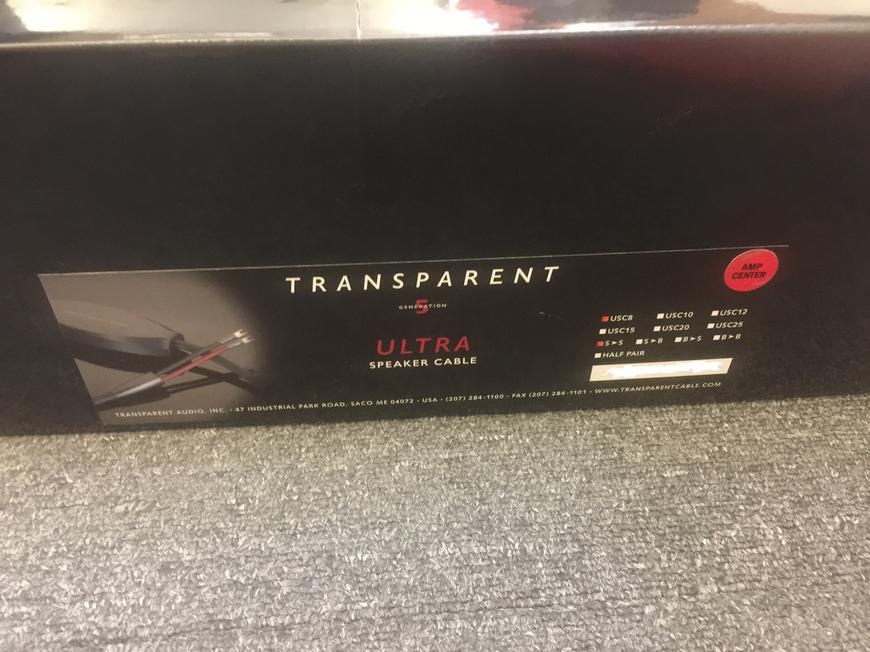 TRANSPARENT
GENERATION 5
ULTRA
SPEAKER CABLE
AMP
CENTER
USC8 USC10 USC12
USC15 USC20 USC25
S►S S►B B►S B►B
HALF PAIR
TRANSPARENT AUDIO, INC. · 47 INDUSTRIAL PARK ROAD, SACO ME 04072 · USA · (207) 284-1100 · FAX (207) 284-1101 · WWW.TRANSPARENTCABLE.COM